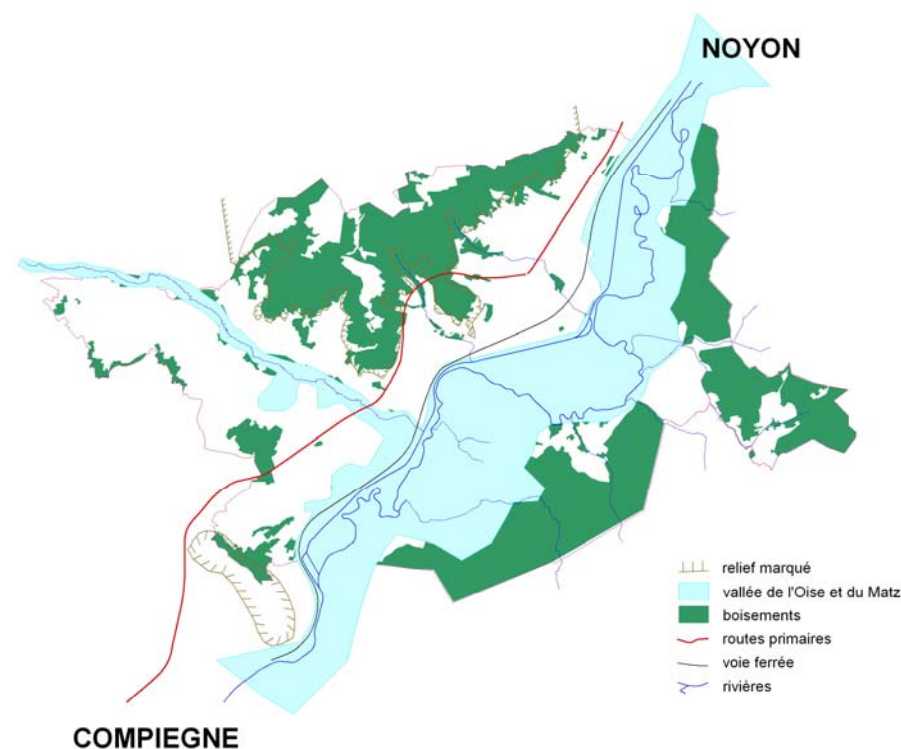 NOYON
relief marqué
vallée de l'Oise et du Matz
boisements
routes primaires
voie ferrée
rivières
COMPIEGNE